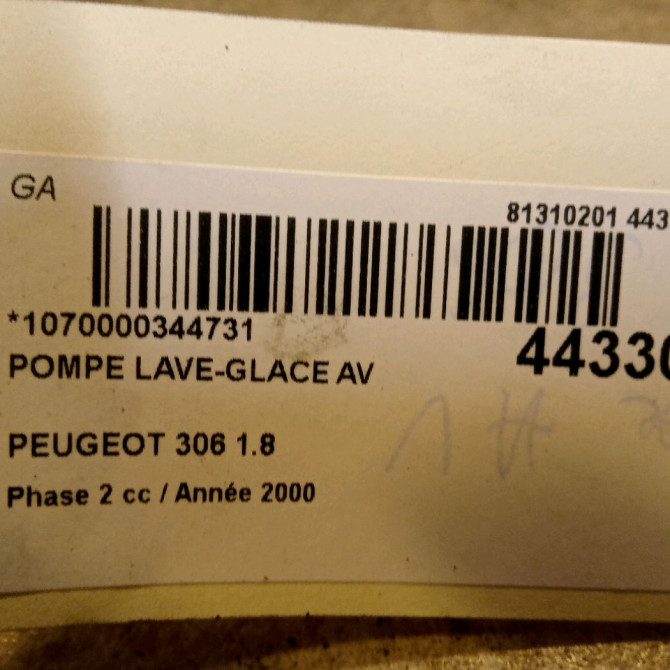 GA
81310201 443
*1070000344731
4433
POMPE LAVE-GLACE AV
PEUGEOT 306 1.8
Phase 2 cc / Année 2000